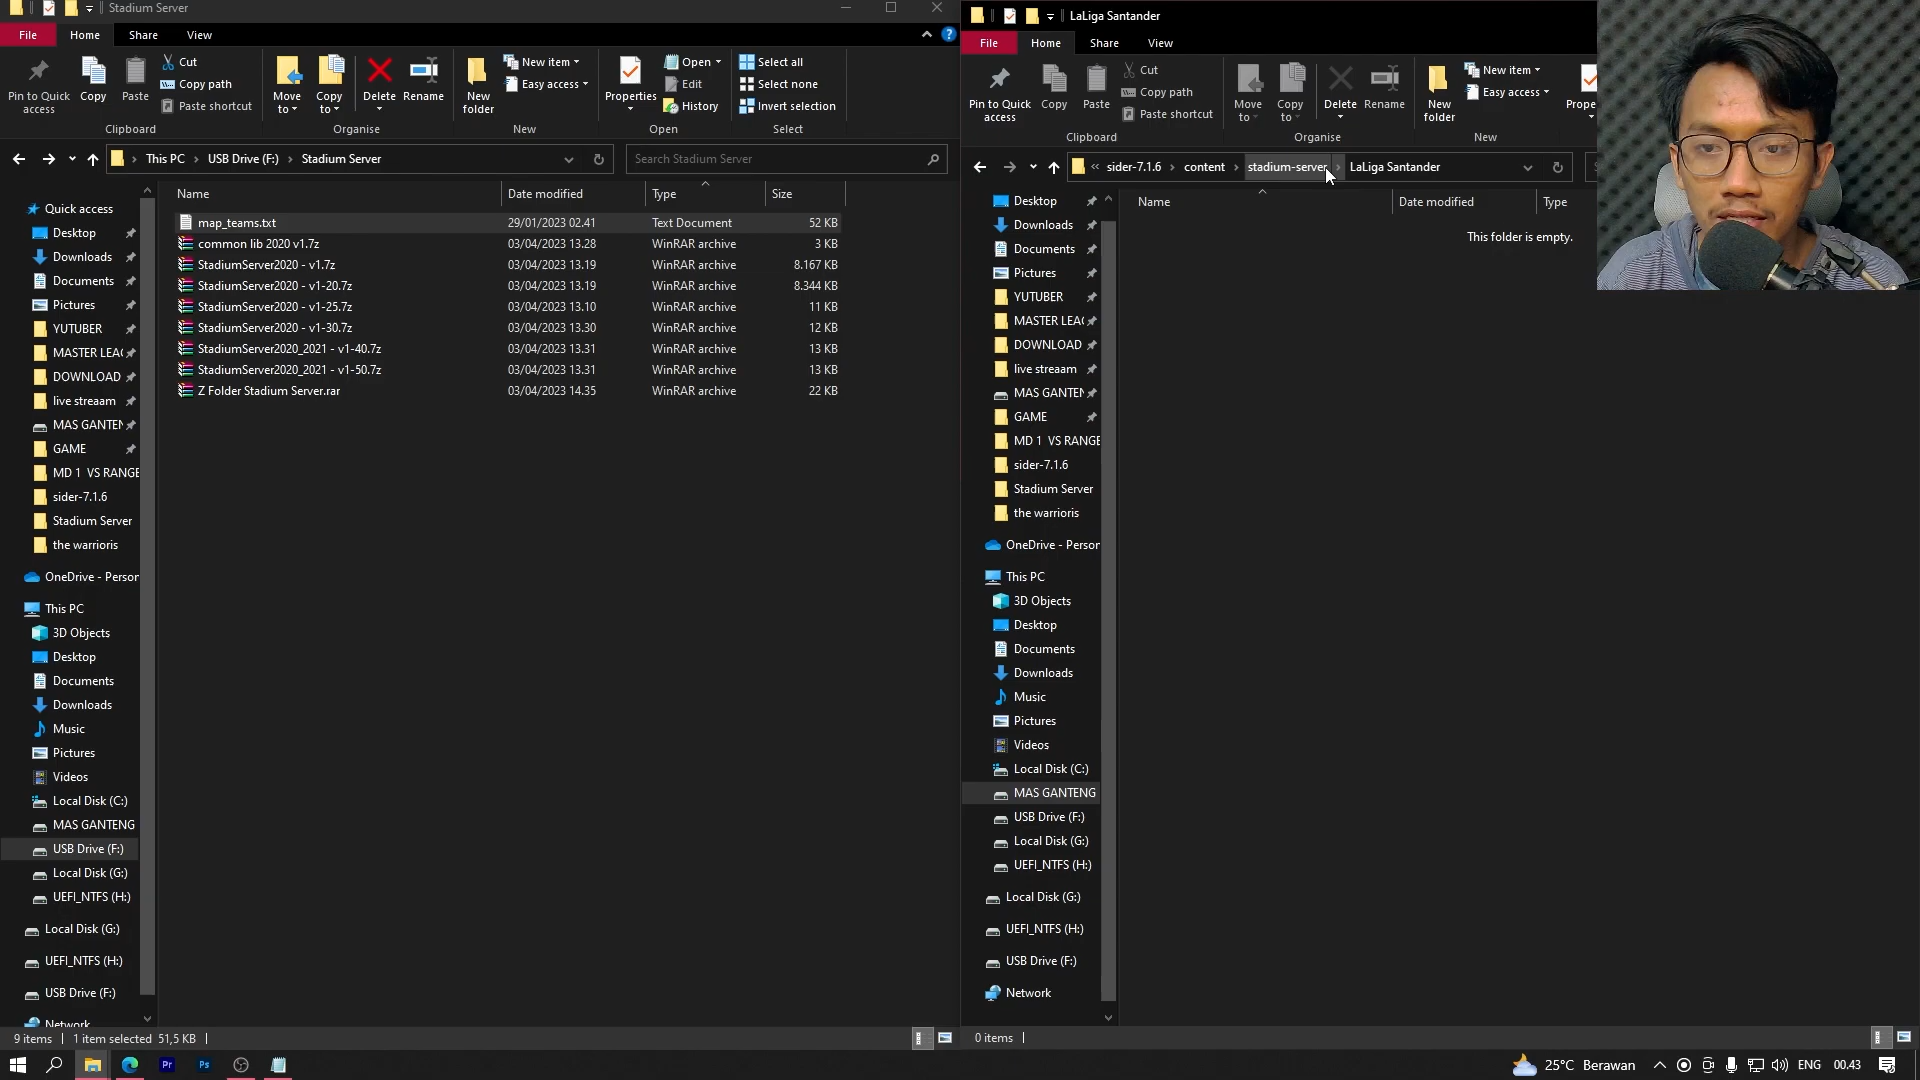 Stadium Server
File
Home
Share
View
Pin to Quick access
Copy
Paste
Cut
Copy path
Paste shortcut
Clipboard
Move to
Copy to
Delete
Rename
Organise
New folder
New item
Easy access
New
Properties
Open
Edit
History
Open
Select all
Select none
Invert selection
Select
This PC
USB Drive (F:)
Stadium Server
Search Stadium Server
Name
Date modified
Type
Size
map_teams.txt 29/01/2023 02.41 Text Document 52 KB
common lib 2020 v1.7z 03/04/2023 13.28 WinRAR archive 3 KB
StadiumServer2020 - v1.7z 03/04/2023 13.19 WinRAR archive 8.167 KB
StadiumServer2020 - v1-20.7z 03/04/2023 13.19 WinRAR archive 8.344 KB
StadiumServer2020 - v1-25.7z 03/04/2023 13.10 WinRAR archive 11 KB
StadiumServer2020 - v1-30.7z 03/04/2023 13.30 WinRAR archive 12 KB
StadiumServer2020_2021 - v1-40.7z 03/04/2023 13.31 WinRAR archive 13 KB
StadiumServer2020_2021 - v1-50.7z 03/04/2023 13.31 WinRAR archive 13 KB
Z Folder Stadium Server.rar 03/04/2023 14.35 WinRAR archive 22 KB
Quick access
Desktop
Downloads
Documents
Pictures
YUTUBER
MASTER LEA
DOWNLOAD
live streaam
MAS GANTEN
GAME
MD 1 VS RANGE
sider-7.1.6
Stadium Server
the warrioris
OneDrive - Person
This PC
3D Objects
Desktop
Documents
Downloads
Music
Pictures
Videos
Local Disk (C:)
MAS GANTENG
USB Drive (F:)
Local Disk (G:)
UEFI_NTFS (H:)
Local Disk (G:)
UEFI_NTFS (H:)
USB Drive (F:)
Network
9 items
1 item selected 51,5 KB
LaLiga Santander
File
Home
Share
View
Pin to Quick access
Copy
Paste
Cut
Copy path
Paste shortcut
Clipboard
Move to
Copy to
Delete
Rename
Organise
New folder
New item
Easy access
New
Prope
sider-7.1.6
content
stadium-server
LaLiga Santander
Name
Date modified
Type
This folder is empty.
Desktop
Downloads
Documents
Pictures
YUTUBER
MASTER LEA
DOWNLOAD
live streaam
MAS GANTEN
GAME
MD 1 VS RANGE
sider-7.1.6
Stadium Server
the warrioris
OneDrive - Person
This PC
3D Objects
Desktop
Documents
Downloads
Music
Pictures
Videos
Local Disk (C:)
MAS GANTENG
USB Drive (F:)
Local Disk (G:)
UEFI_NTFS (H:)
Local Disk (G:)
UEFI_NTFS (H:)
USB Drive (F:)
Network
0 items
Pr
Ps
25°C Berawan
ENG
00.43